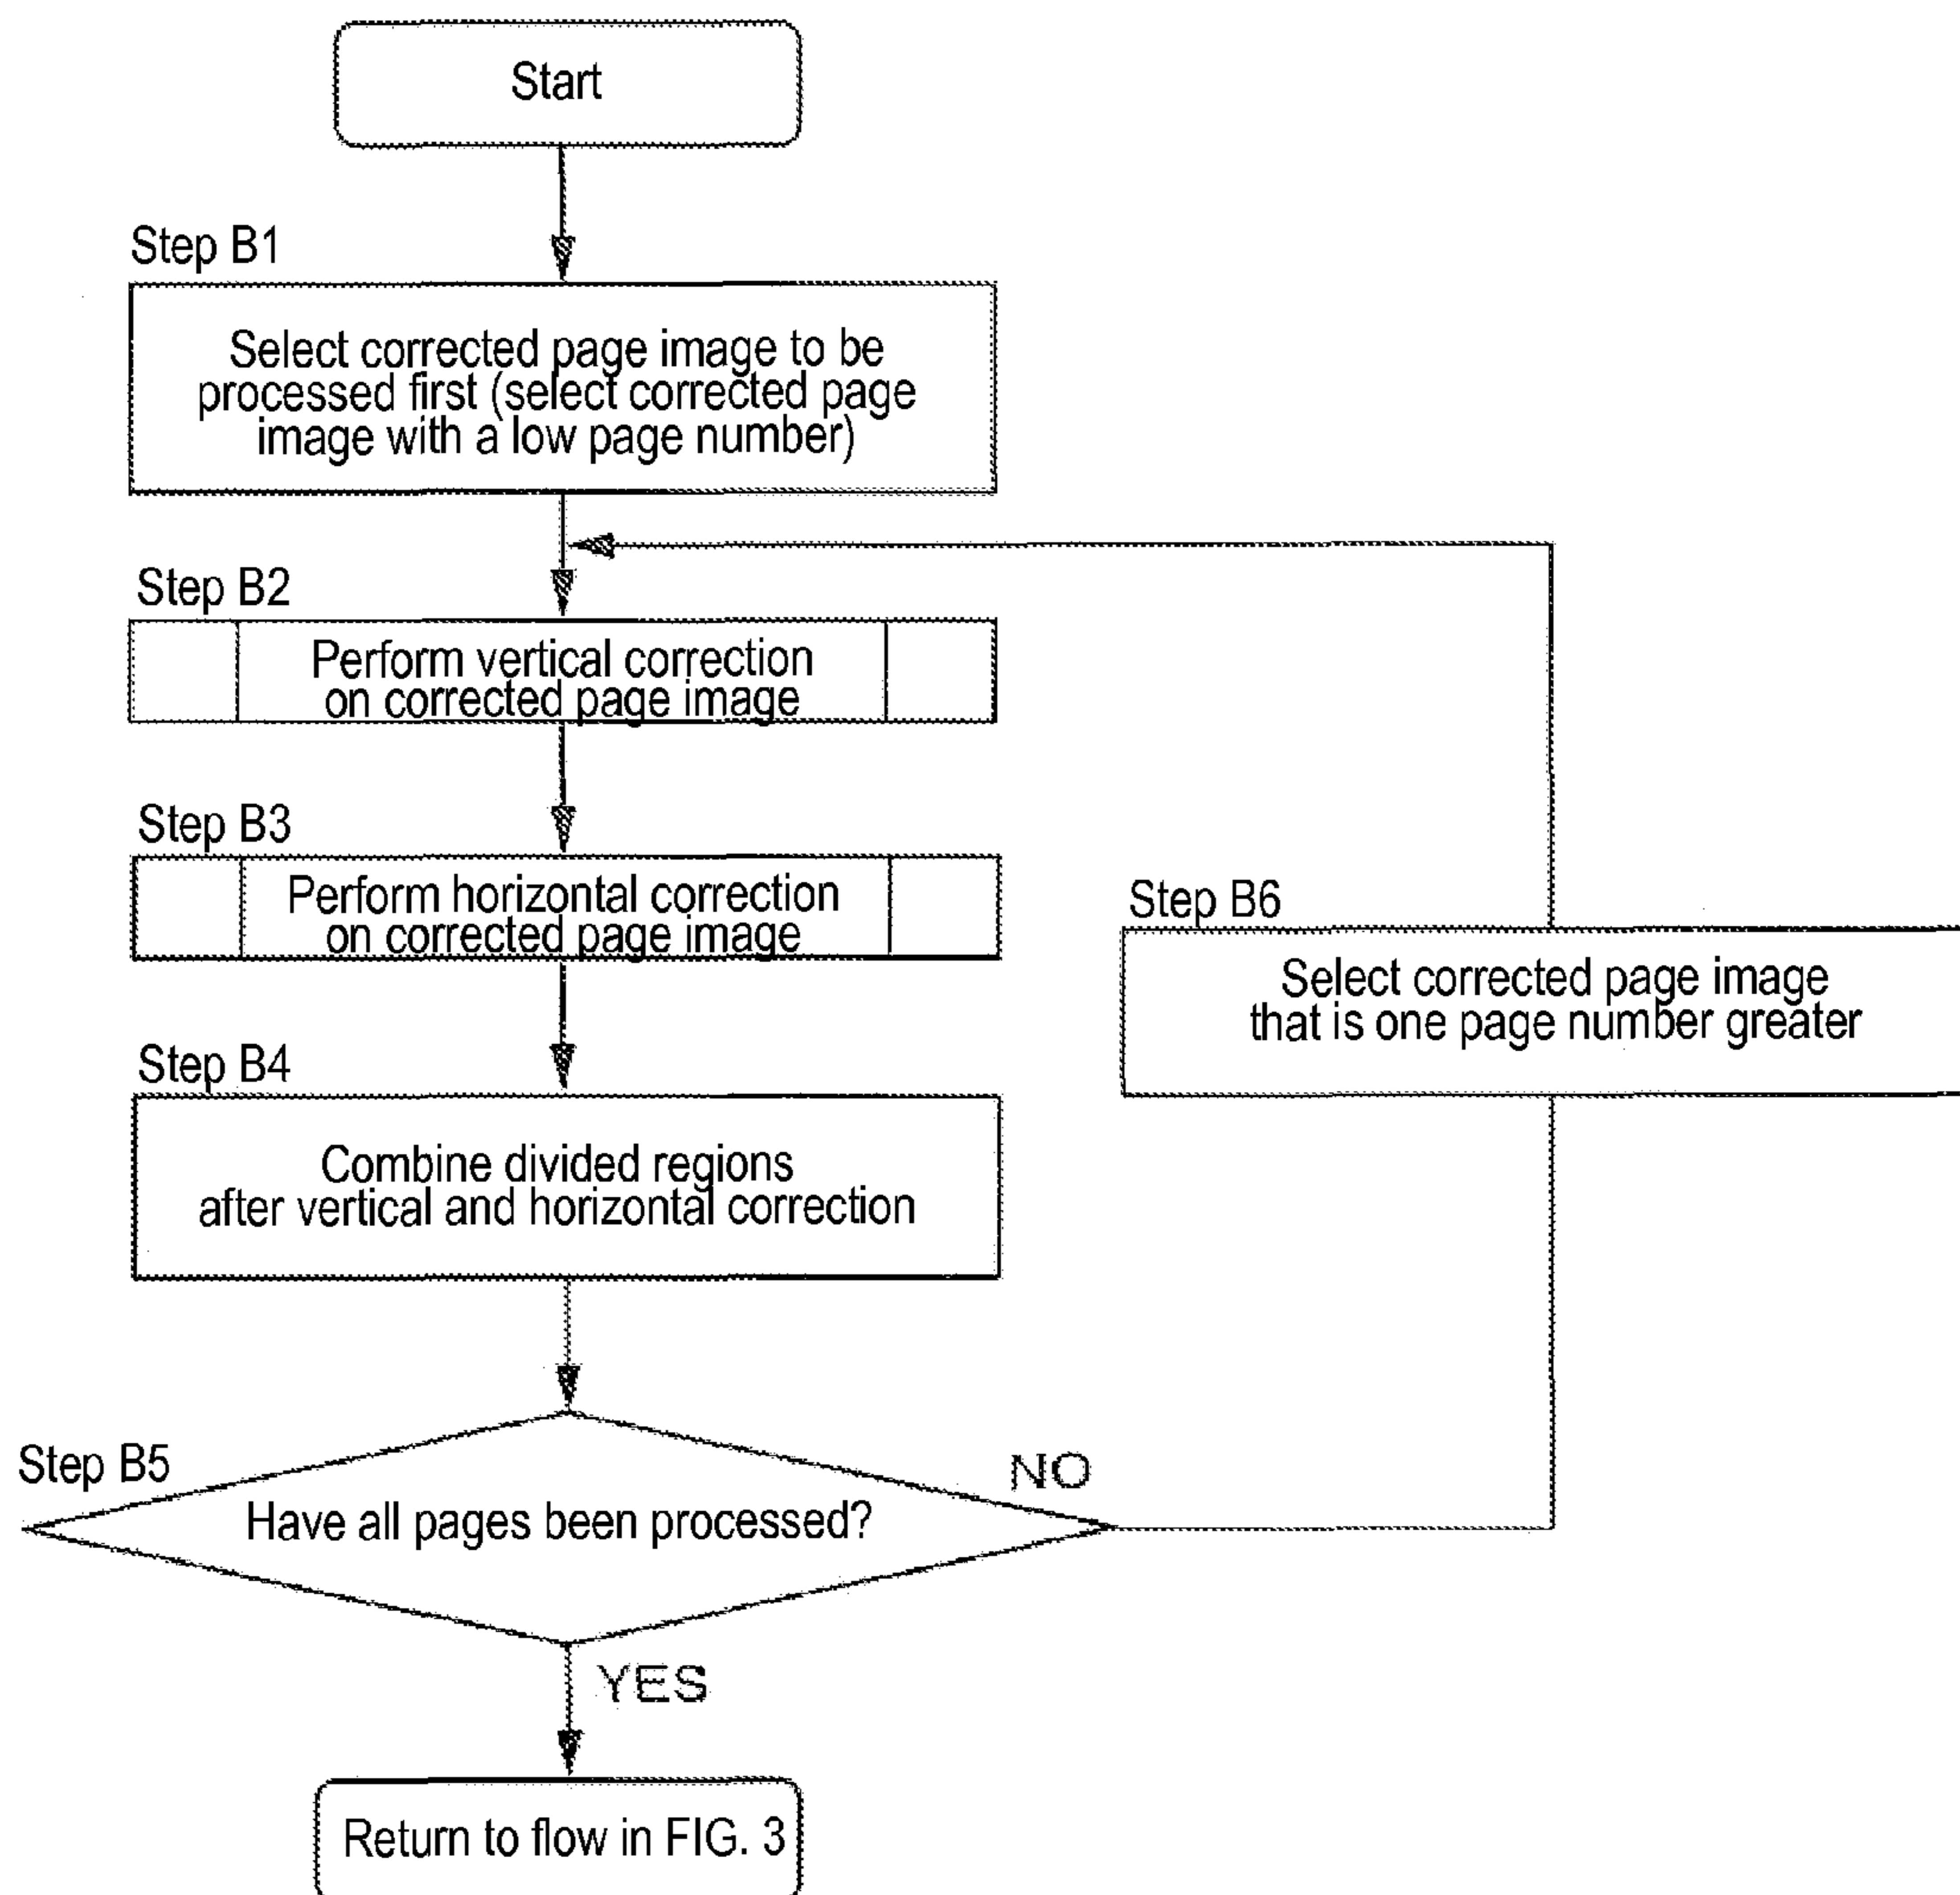 Start
Step B1
Select corrected page image to be
processed first (select corrected page
image with a low page number)
Step B2
Perform vertical correction
on corrected page image
Step B3
Perform horizontal correction
on corrected page image
Step B6
Select corrected page image
that is one page number greater
Step B4
Combine divided regions
after vertical and horizontal correction
Step B5
Have all pages been processed?
NO
YES
Return to flow in FIG. 3